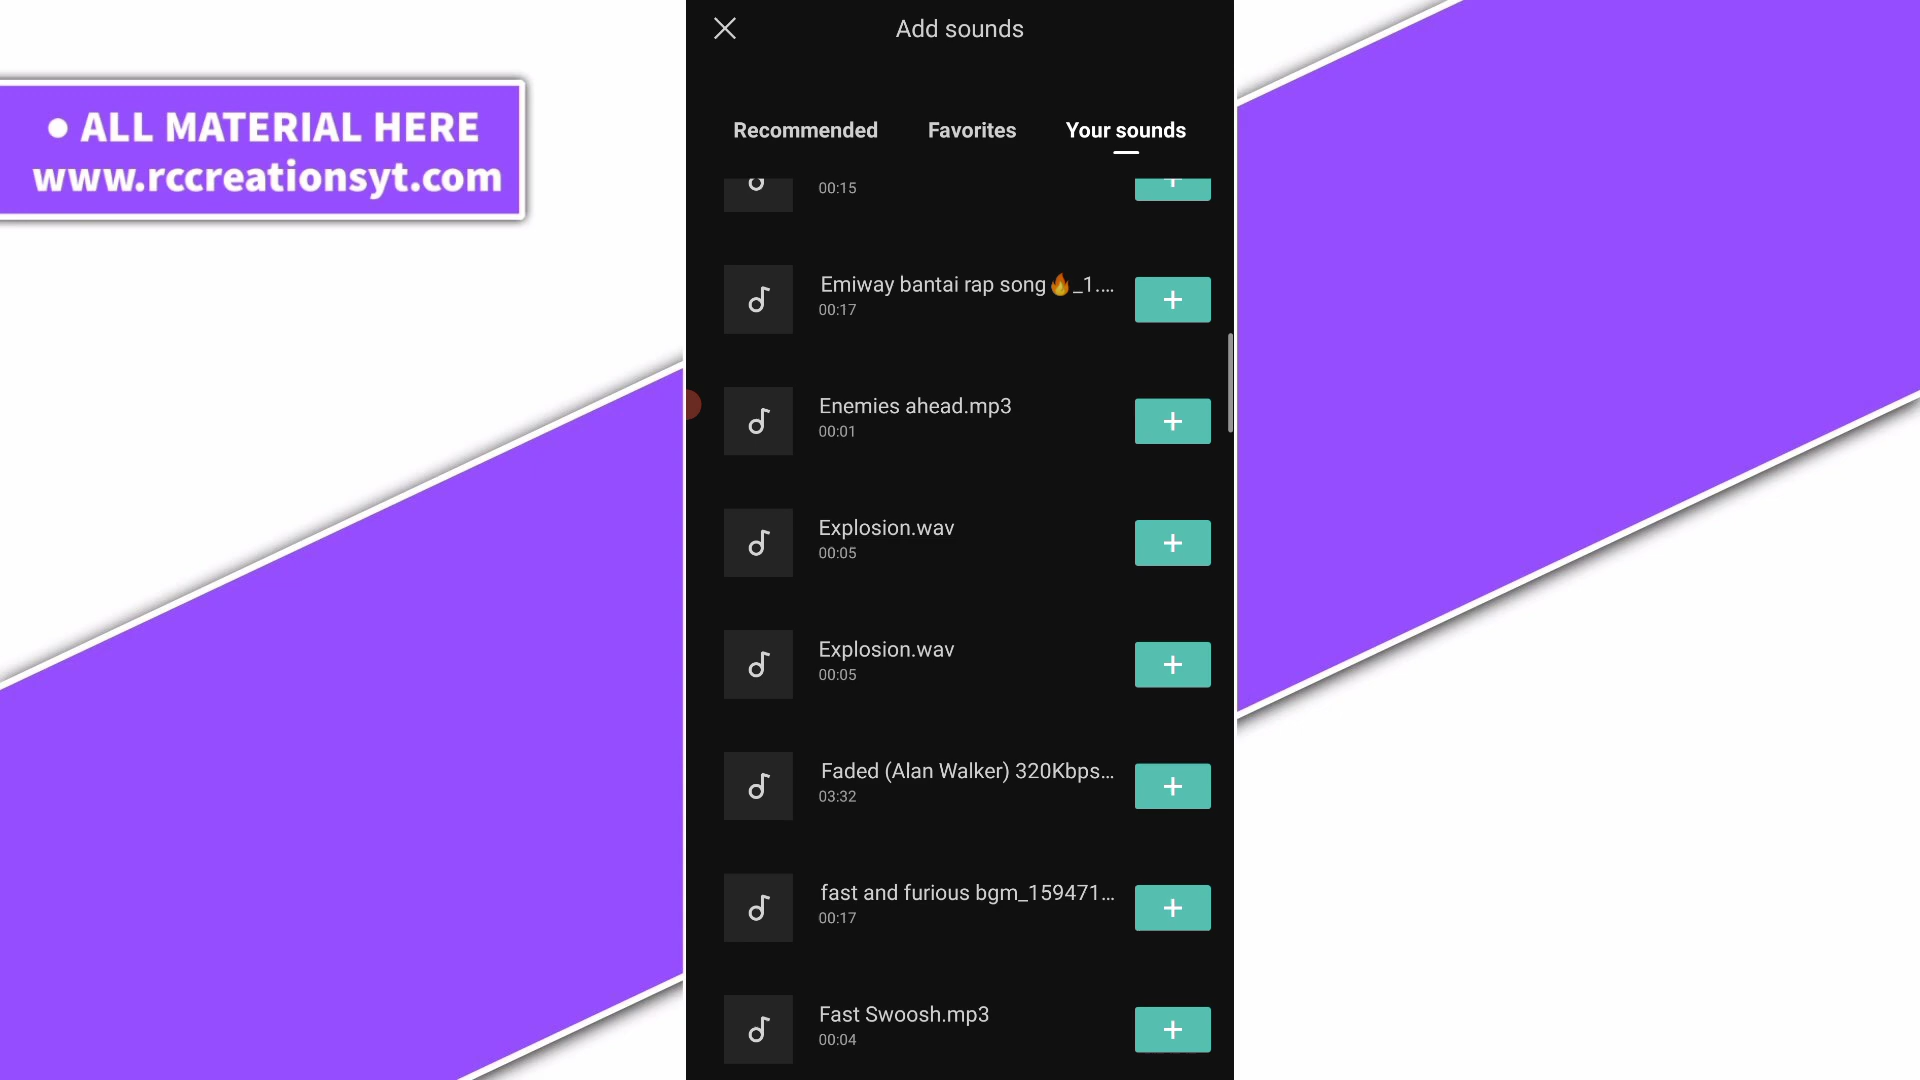 • ALL MATERIAL HERE
www.rccreationsyt.com
Add sounds
Recommended Favorites Your sounds
00:15
Emiway bantai rap song🔥_1....
00:17
Enemies ahead.mp3
00:01
Explosion.wav
00:05
Explosion.wav
00:05
Faded (Alan Walker) 320Kbps...
03:32
fast and furious bgm_159471...
00:17
Fast Swoosh.mp3
00:04